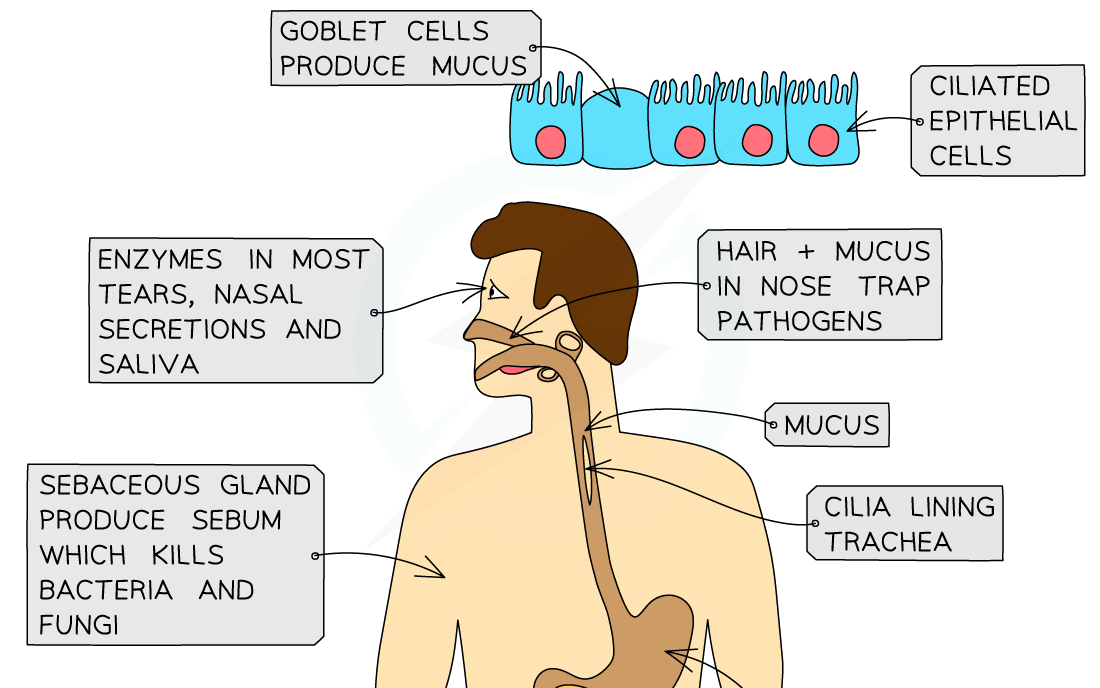 GOBLET CELLS
PRODUCE MUCUS
CILIATED
EPITHELIAL
CELLS
ENZYMES IN MOST
TEARS, NASAL
SECRETIONS AND
SALIVA
HAIR + MUCUS
IN NOSE TRAP
PATHOGENS
MUCUS
SEBACEOUS GLAND
PRODUCE SEBUM
WHICH KILLS
BACTERIA AND
FUNGI
CILIA LINING
TRACHEA